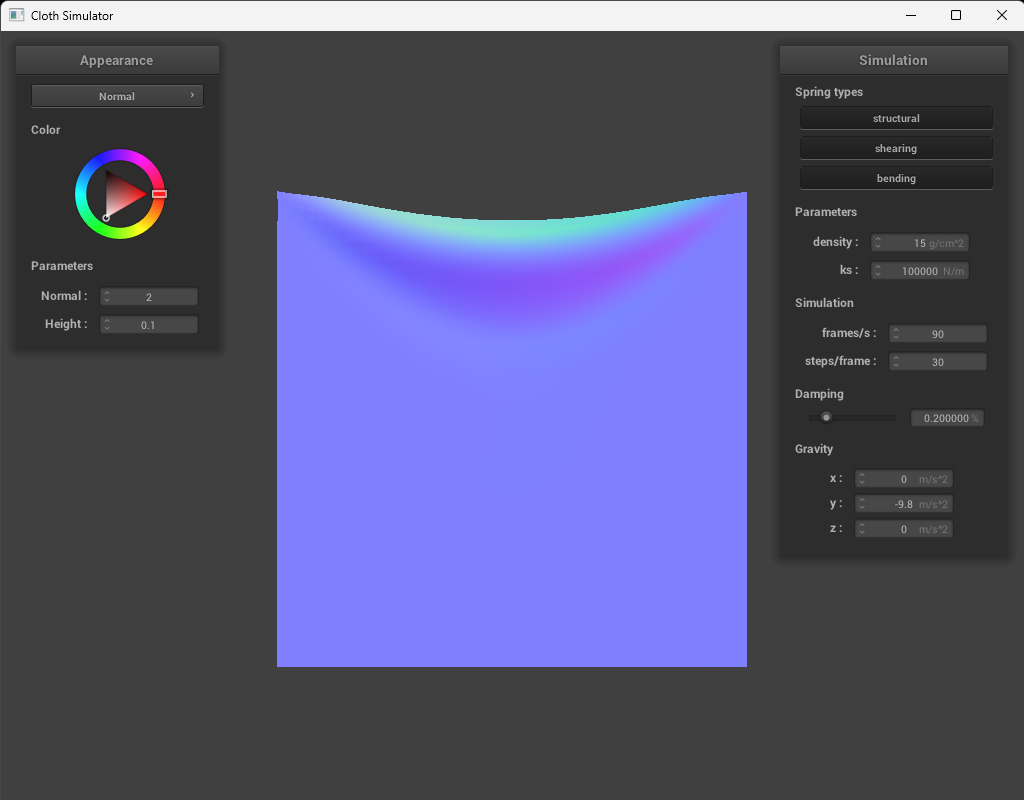 Cloth Simulator
Appearance
Normal
Color
Parameters
Normal : 2
Height : 0.1
Simulation
Spring types
structural
shearing
bending
Parameters
density : 15 g/cm^2
ks : 100000 N/m
Simulation
frames/s : 90
steps/frame : 30
Damping
0.200000 %
Gravity
x : 0 m/s^2
y : -9.8 m/s^2
z : 0 m/s^2